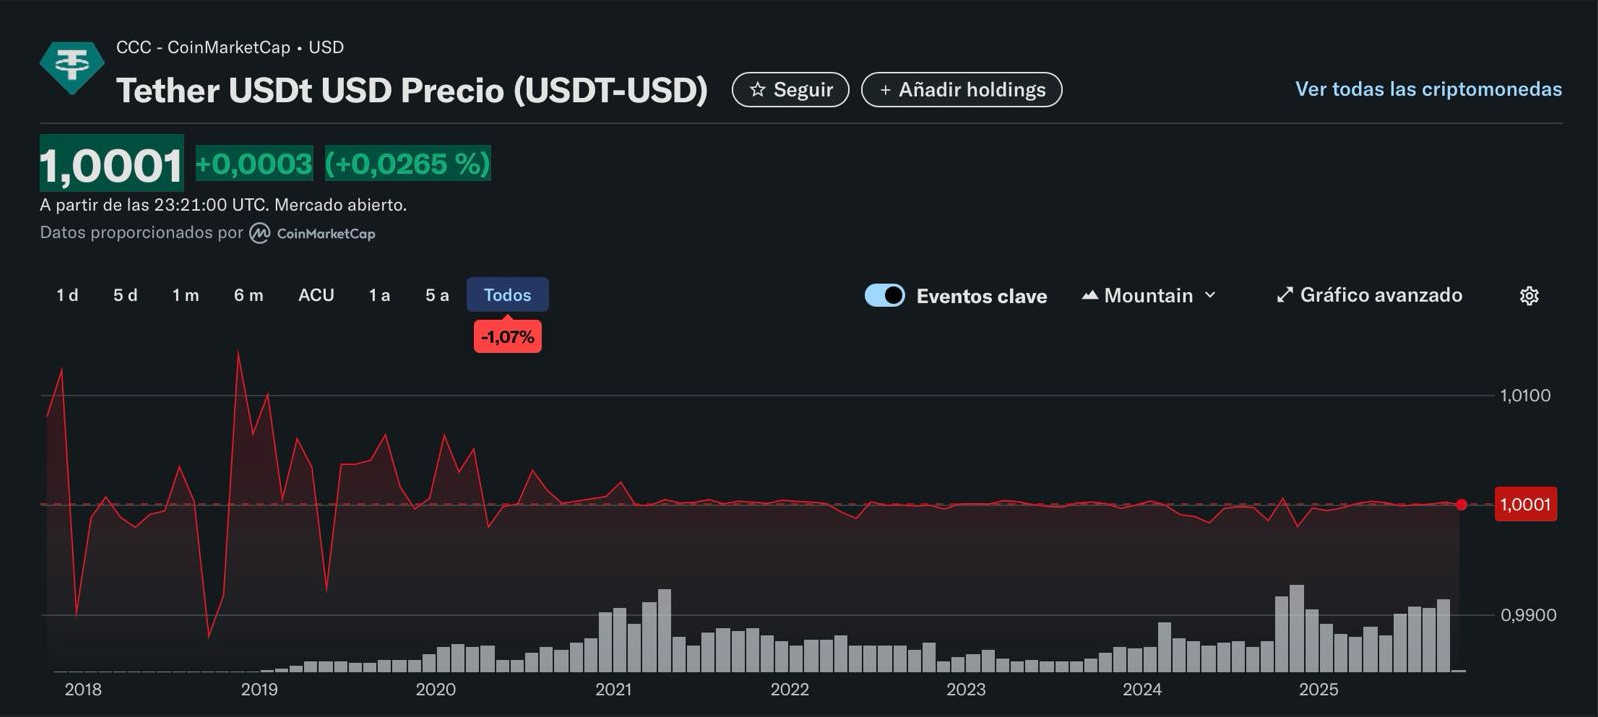 CCC - CoinMarketCap • USD
Tether USDt USD Precio (USDT-USD)
Seguir
+ Añadir holdings
Ver todas las criptomonedas
1,0001 +0,0003 (+0,0265 %)
A partir de las 23:21:00 UTC. Mercado abierto.
Datos proporcionados por CoinMarketCap
1 d 5 d 1 m 6 m ACU 1 a 5 a Todos
-1,07%
Eventos clave
Mountain
Gráfico avanzado
1,0100
1,0001
0,9900
2018 2019 2020 2021 2022 2023 2024 2025